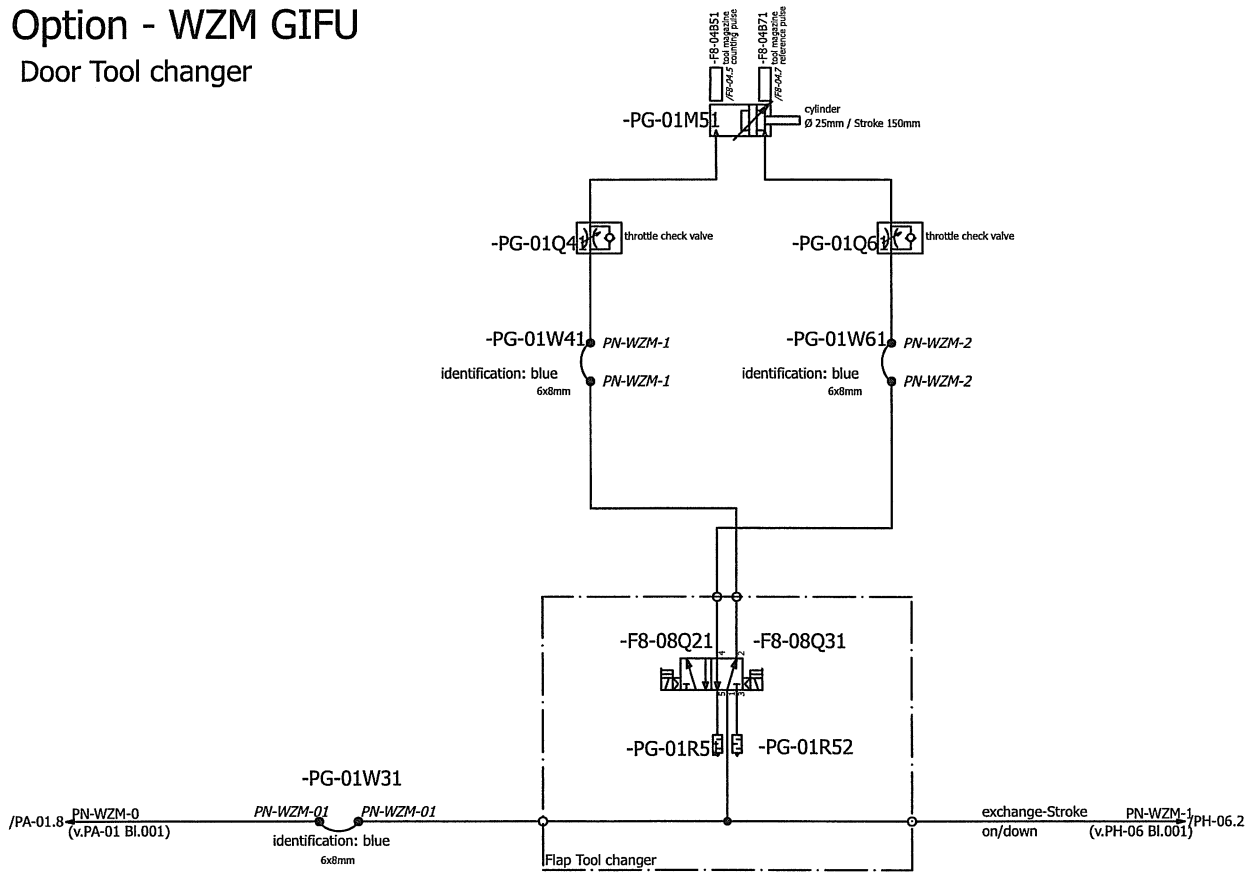 Option - WZM GIFU
Door Tool changer
-F8-04B51
tool magazine
counting pulse
/F8-04.5
-F8-04B71
tool magazine
reference pulse
/F8-04.7
-PG-01M51
cylinder
Ø 25mm / Stroke 150mm
-PG-01Q41
throttle check valve
-PG-01Q61
throttle check valve
-PG-01W41
PN-WZM-1
identification: blue
PN-WZM-1
6x8mm
-PG-01W61
PN-WZM-2
identification: blue
PN-WZM-2
6x8mm
-F8-08Q21
-F8-08Q31
4
2
5
1
3
-PG-01R51
-PG-01R52
-PG-01W31
/PA-01.8
PN-WZM-0
(v.PA-01 Bl.001)
PN-WZM-01
PN-WZM-01
identification: blue
6x8mm
exchange-Stroke
on/down
PN-WZM-1
(v.PH-06 Bl.001)
/PH-06.2
Flap Tool changer